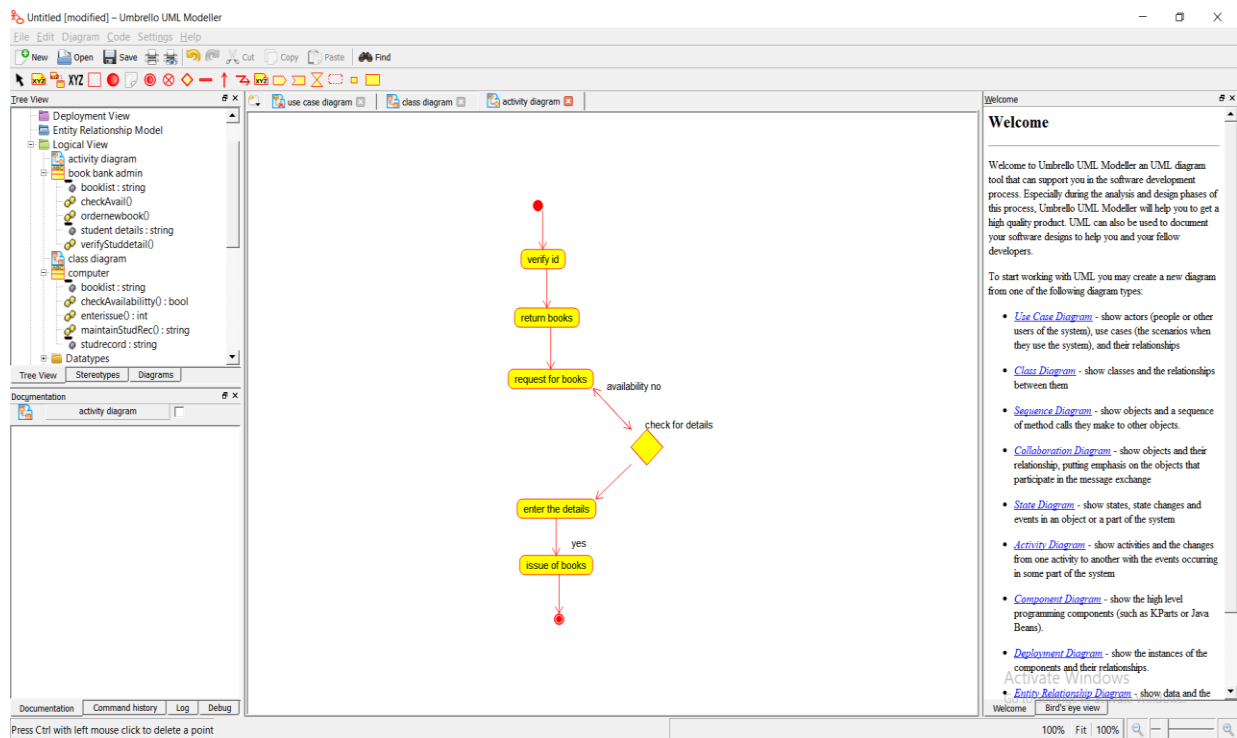 Untitled [modified] – Umbrello UML Modeller
File Edit Diagram Code Settings Help
New Open Save Cut Copy Paste Find
XYZ XYZ XYZ
Tree View
Deployment View
Entity Relationship Model
Logical View
activity diagram
book bank admin
booklist : string
checkAvail()
ordernewbook()
student details : string
verifyStuddetail()
class diagram
computer
booklist : string
checkAvailabilitty() : bool
enterissue() : int
maintainStudRec() : string
studrecord : string
Datatypes
Tree View Stereotypes Diagrams
Documentation
activity diagram
Documentation Command history Log Debug
Press Ctrl with left mouse click to delete a point
use case diagram class diagram activity diagram
verify id
return books
request for books
availability no
check for details
enter the details
yes
issue of books
Welcome
Welcome
Welcome to Umbrello UML Modeller an UML diagram
tool that can support you in the software development
process. Especially during the analysis and design phases of
this process, Umbrello UML Modeller will help you to get a
high quality product. UML can also be used to document
your software designs to help you and your fellow
developers.
To start working with UML you may create a new diagram
from one of the following diagram types:
• Use Case Diagram - show actors (people or other
users of the system), use cases (the scenarios when
they use the system), and their relationships
• Class Diagram - show classes and the relationships
between them
• Sequence Diagram - show objects and a sequence
of method calls they make to other objects.
• Collaboration Diagram - show objects and their
relationship, putting emphasis on the objects that
participate in the message exchange
• State Diagram - show states, state changes and
events in an object or a part of the system
• Activity Diagram - show activities and the changes
from one activity to another with the events occurring
in some part of the system
• Component Diagram - show the high level
programming components (such as KParts or Java
Beans).
• Deployment Diagram - show the instances of the
components and their relationships.
Activate Windows
• Entity Relationship Diagram - show data and the
Welcome Bird's eye view
100% Fit 100%